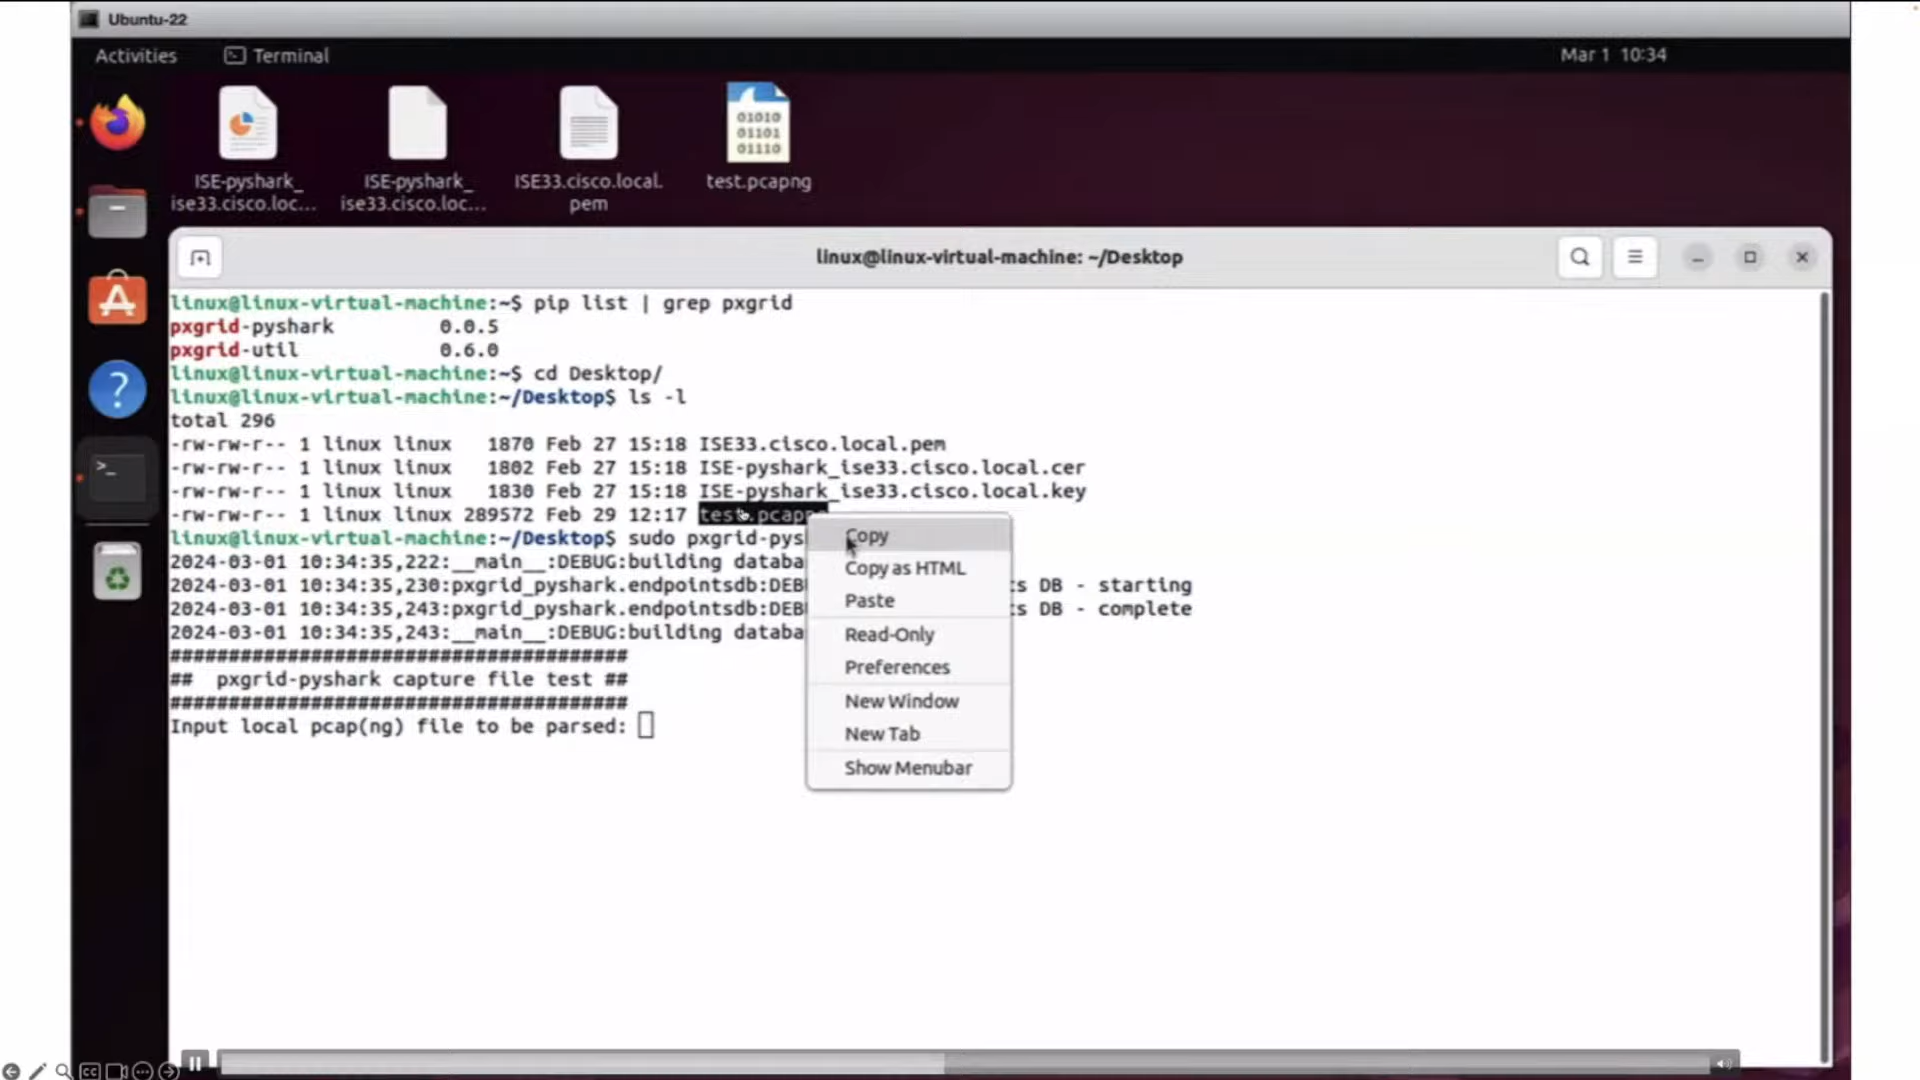 Ubuntu-22
Activities
Terminal
Mar 1 10:34
ISE-pyshark_
ise33.cisco.loc...
ISE-pyshark_
ise33.cisco.loc...
ISE33.cisco.local.
pem
01010
01101
01110
test.pcapng
linux@linux-virtual-machine: ~/Desktop
linux@linux-virtual-machine:~$ pip list | grep pxgrid
pxgrid-pyshark 0.0.5
pxgrid-util 0.6.0
linux@linux-virtual-machine:~$ cd Desktop/
linux@linux-virtual-machine:~/Desktop$ ls -l
total 296
-rw-rw-r-- 1 linux linux 1870 Feb 27 15:18 ISE33.cisco.local.pem
-rw-rw-r-- 1 linux linux 1802 Feb 27 15:18 ISE-pyshark_ise33.cisco.local.cer
-rw-rw-r-- 1 linux linux 1830 Feb 27 15:18 ISE-pyshark_ise33.cisco.local.key
-rw-rw-r-- 1 linux linux 289572 Feb 29 12:17 test.pcapng
linux@linux-virtual-machine:~/Desktop$ sudo pxgrid-pys
2024-03-01 10:34:35,222:__main__:DEBUG:building databa
2024-03-01 10:34:35,230:pxgrid_pyshark.endpointsdb:DEB ts DB - starting
2024-03-01 10:34:35,243:pxgrid_pyshark.endpointsdb:DEB ts DB - complete
2024-03-01 10:34:35,243:__main__:DEBUG:building databa
#######################################
## pxgrid-pyshark capture file test ##
#######################################
Input local pcap(ng) file to be parsed:
Copy
Copy as HTML
Paste
Read-Only
Preferences
New Window
New Tab
Show Menubar
CC